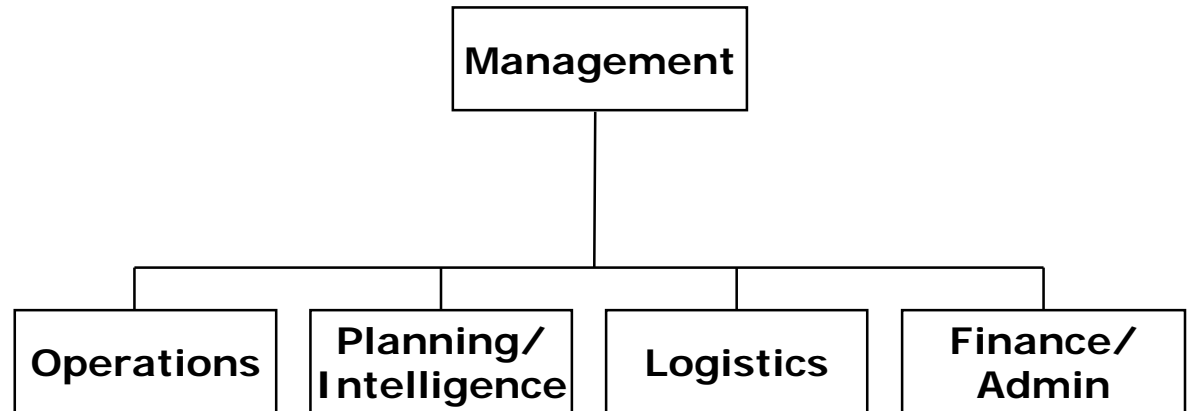 Management
Operations
Planning/
Intelligence
Logistics
Finance/
Admin